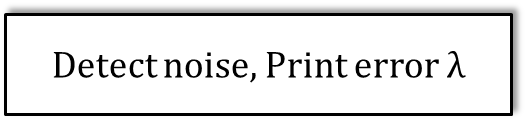 Detect noise, Print error λ